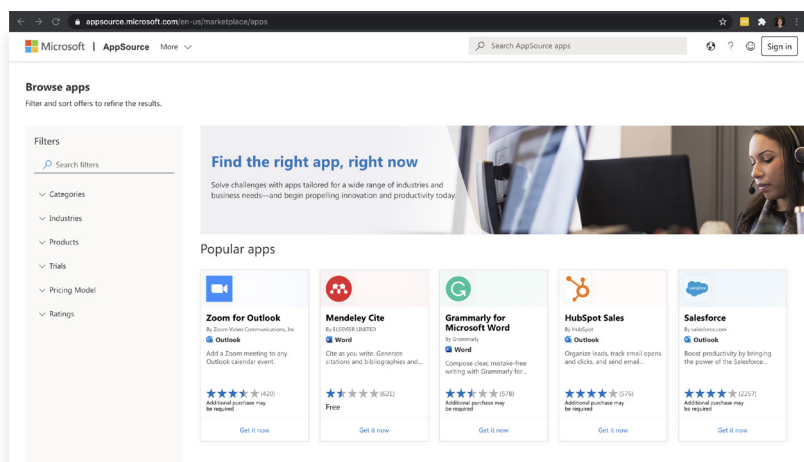 appsource.microsoft.com/en-us/marketplace/apps
Microsoft | AppSource More
Search AppSource apps
Sign in
Browse apps
Filter and sort offers to refine the results.
Filters
Search filters
Categories
Industries
Products
Trials
Pricing Model
Ratings
Find the right app, right now
Solve challenges with apps tailored for a wide range of industries and
business needs—and begin propelling innovation and productivity today.
Popular apps
Zoom for Outlook
By Zoom Video Communications, Inc
Outlook
Add a Zoom meeting to any
Outlook calendar event.
(420)
Additional purchase may
be required
Get it now
Mendeley Cite
By ELSEVIER LIMITED
Word
Cite as you write. Generate
citations and bibliographies and...
(621)
Free
Get it now
Grammarly for
Microsoft Word
By Grammarly
Word
Compose clear, mistake-free
writing with Grammarly for...
(578)
Additional purchase may
be required
Get it now
HubSpot Sales
By HubSpot
Outlook
Organize leads, track email opens
and clicks, and send email...
(576)
Additional purchase may
be required
Get it now
salesforce
Salesforce
By salesforce.com
Outlook
Boost productivity by bringing
the power of the Salesforce...
(2257)
Additional purchase may
be required
Get it now